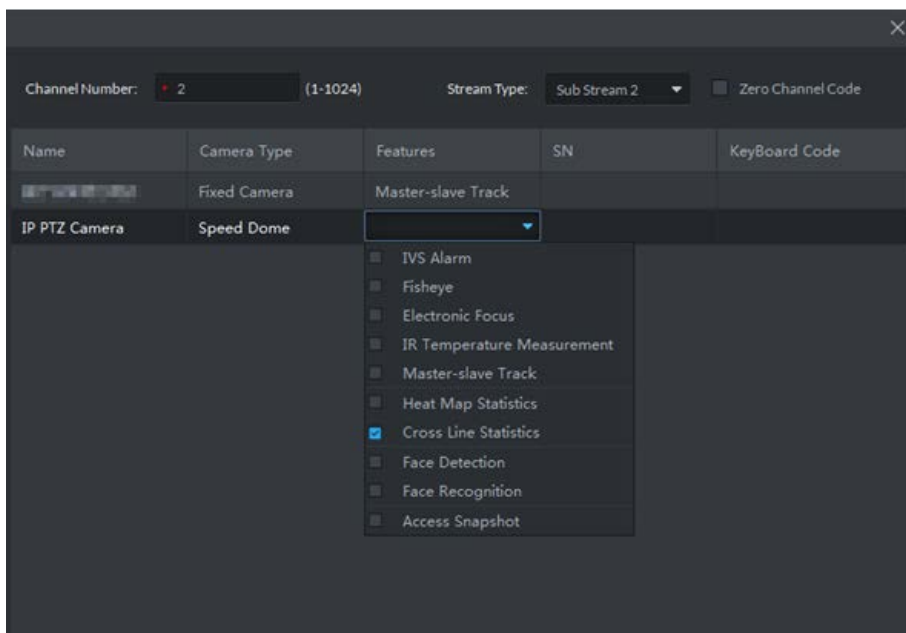 Channel Number: * 2 (1-1024) Stream Type: Sub Stream 2 Zero Channel Code
Name Camera Type Features SN KeyBoard Code
Fixed Camera Master-slave Track
IP PTZ Camera Speed Dome
IVS Alarm
Fisheye
Electronic Focus
IR Temperature Measurement
Master-slave Track
Heat Map Statistics
Cross Line Statistics
Face Detection
Face Recognition
Access Snapshot